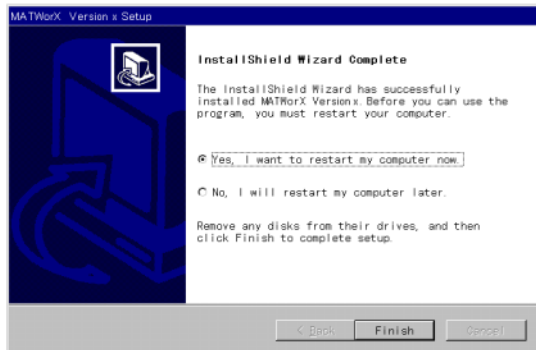 MATWorX Version x Setup
InstallShield Wizard Complete
The InstallShield Wizard has successfully
installed MATWorX Version x. Before you can use the
program, you must restart your computer.
Yes, I want to restart my computer now.
No, I will restart my computer later.
Remove any disks from their drives, and then
click Finish to complete setup.
< Back Finish Cancel